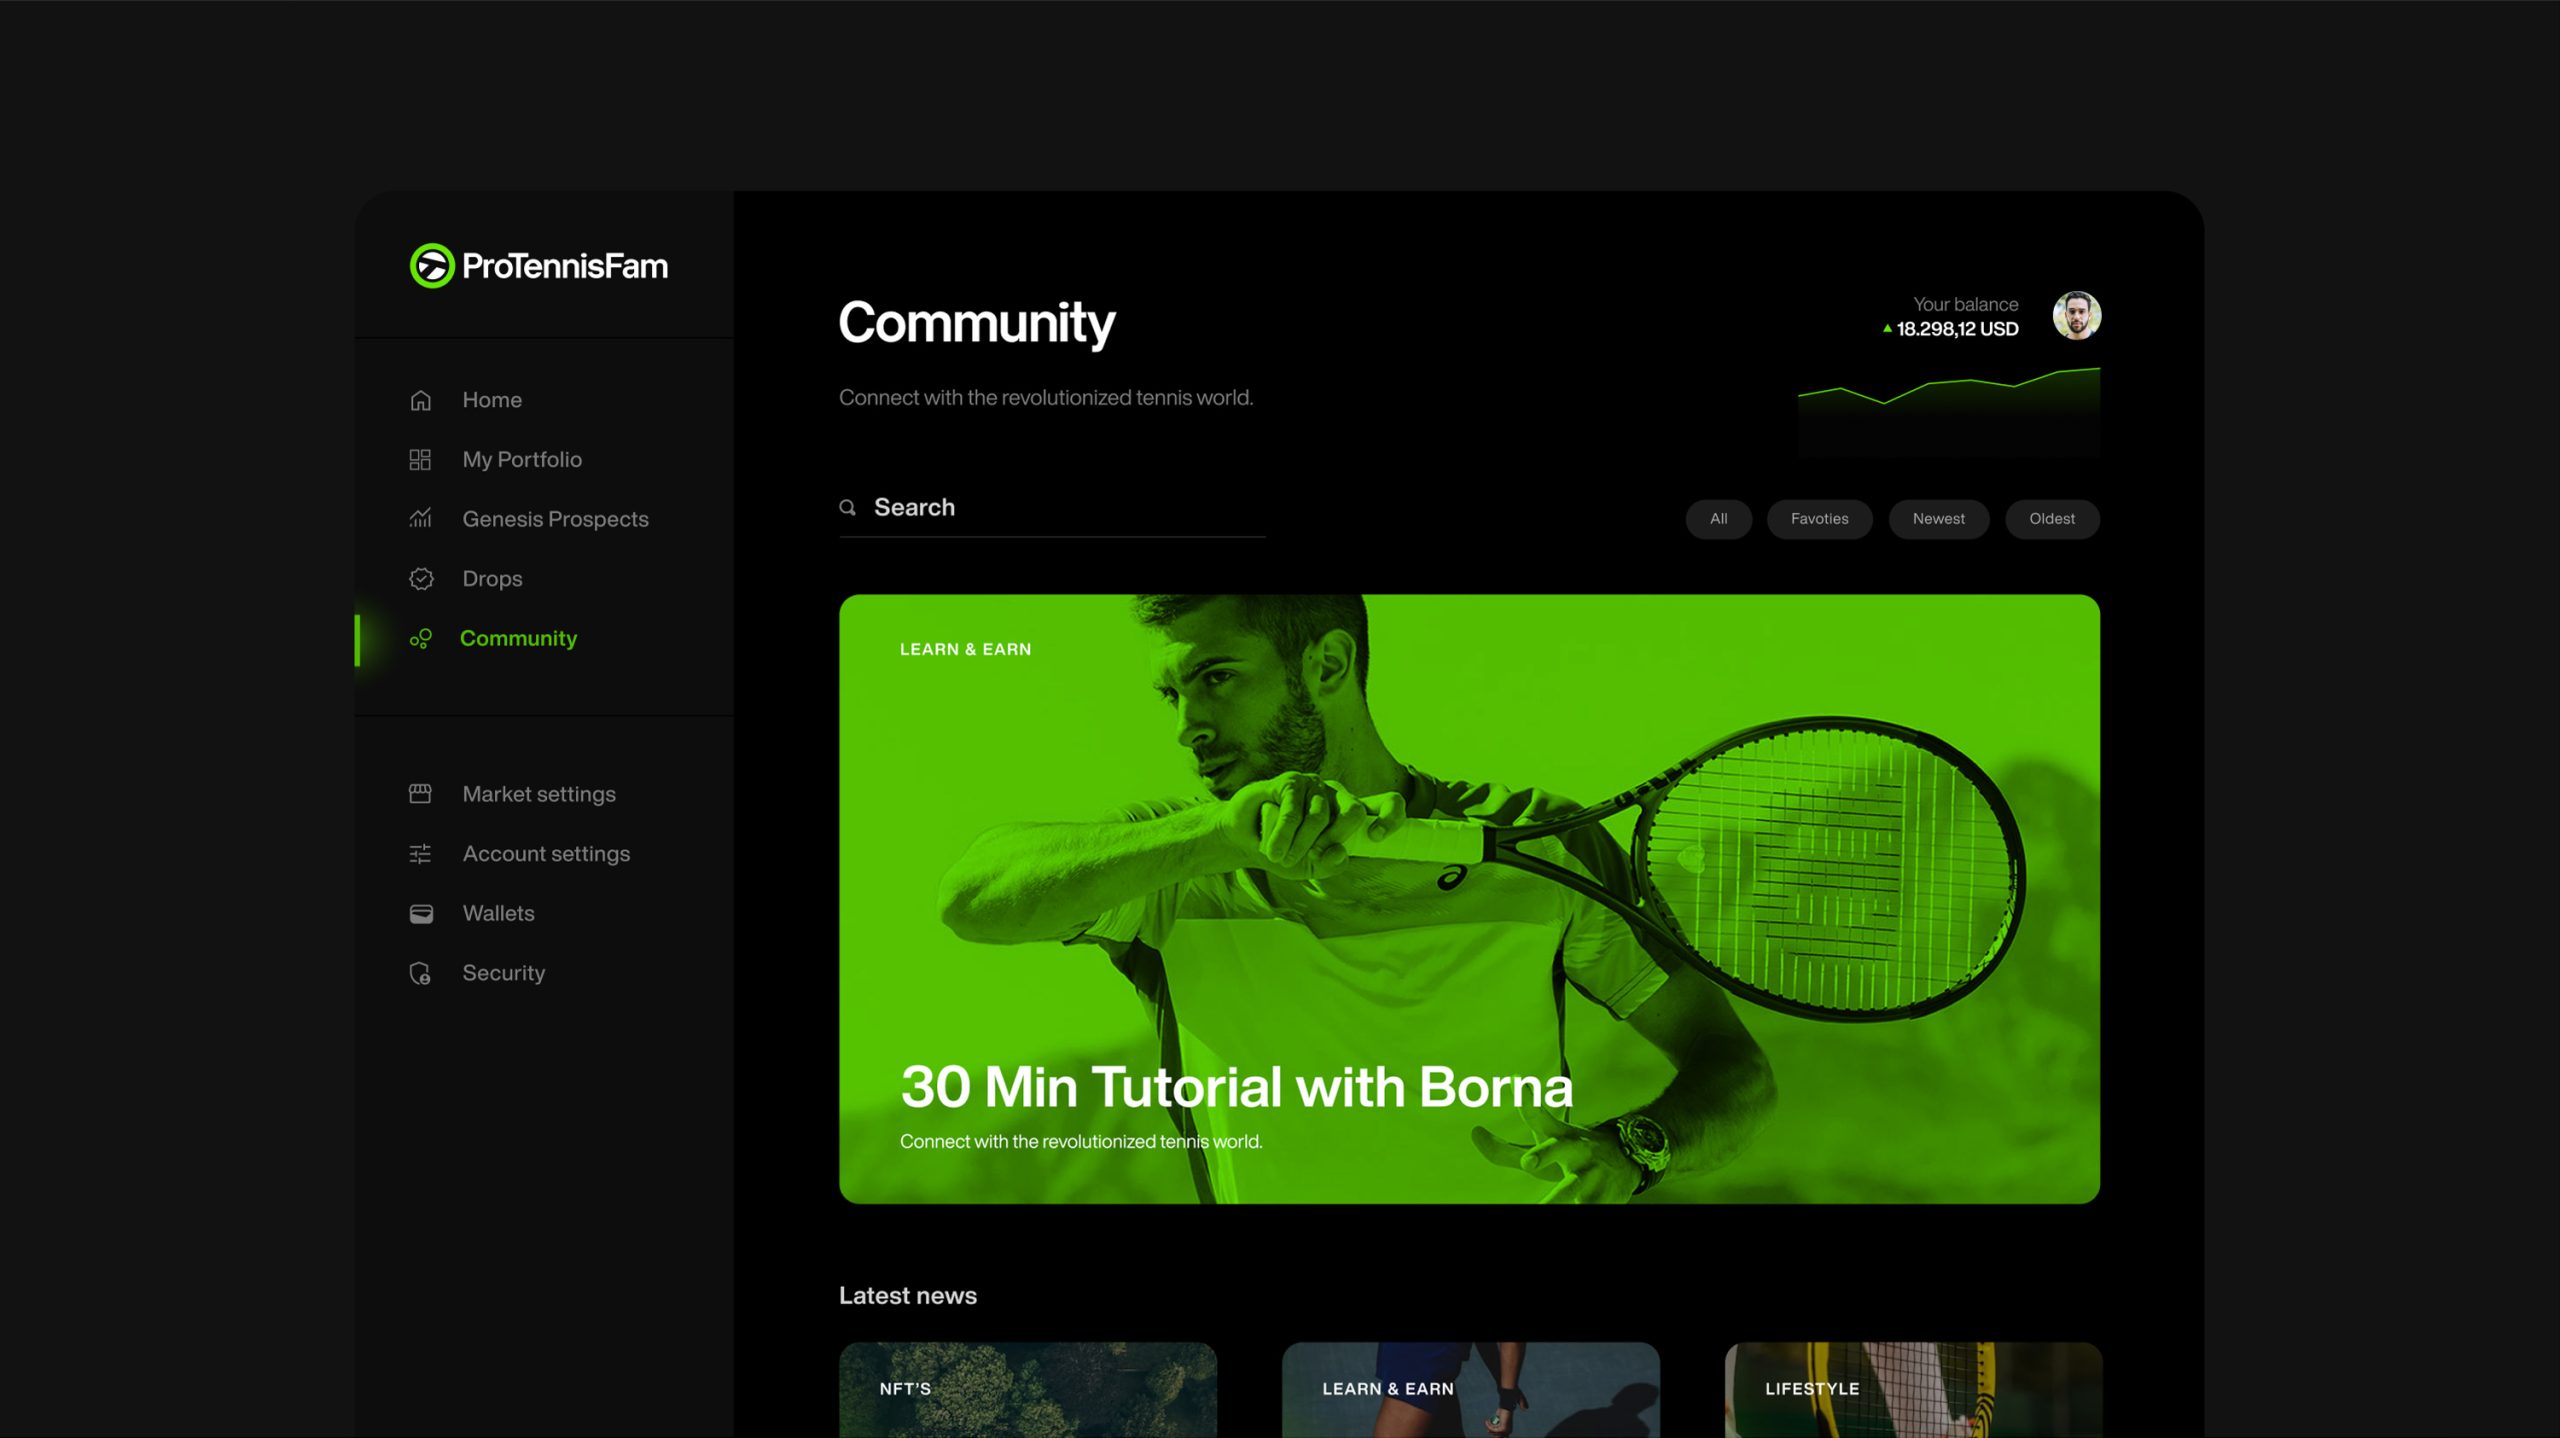 ProTennisFam
Home
My Portfolio
Genesis Prospects
Drops
Community
Market settings
Account settings
Wallets
Security
Community
Connect with the revolutionized tennis world.
Your balance
18.298,12 USD
Search
All
Favoties
Newest
Oldest
LEARN & EARN
30 Min Tutorial with Borna
Connect with the revolutionized tennis world.
Latest news
NFT'S
LEARN & EARN
LIFESTYLE